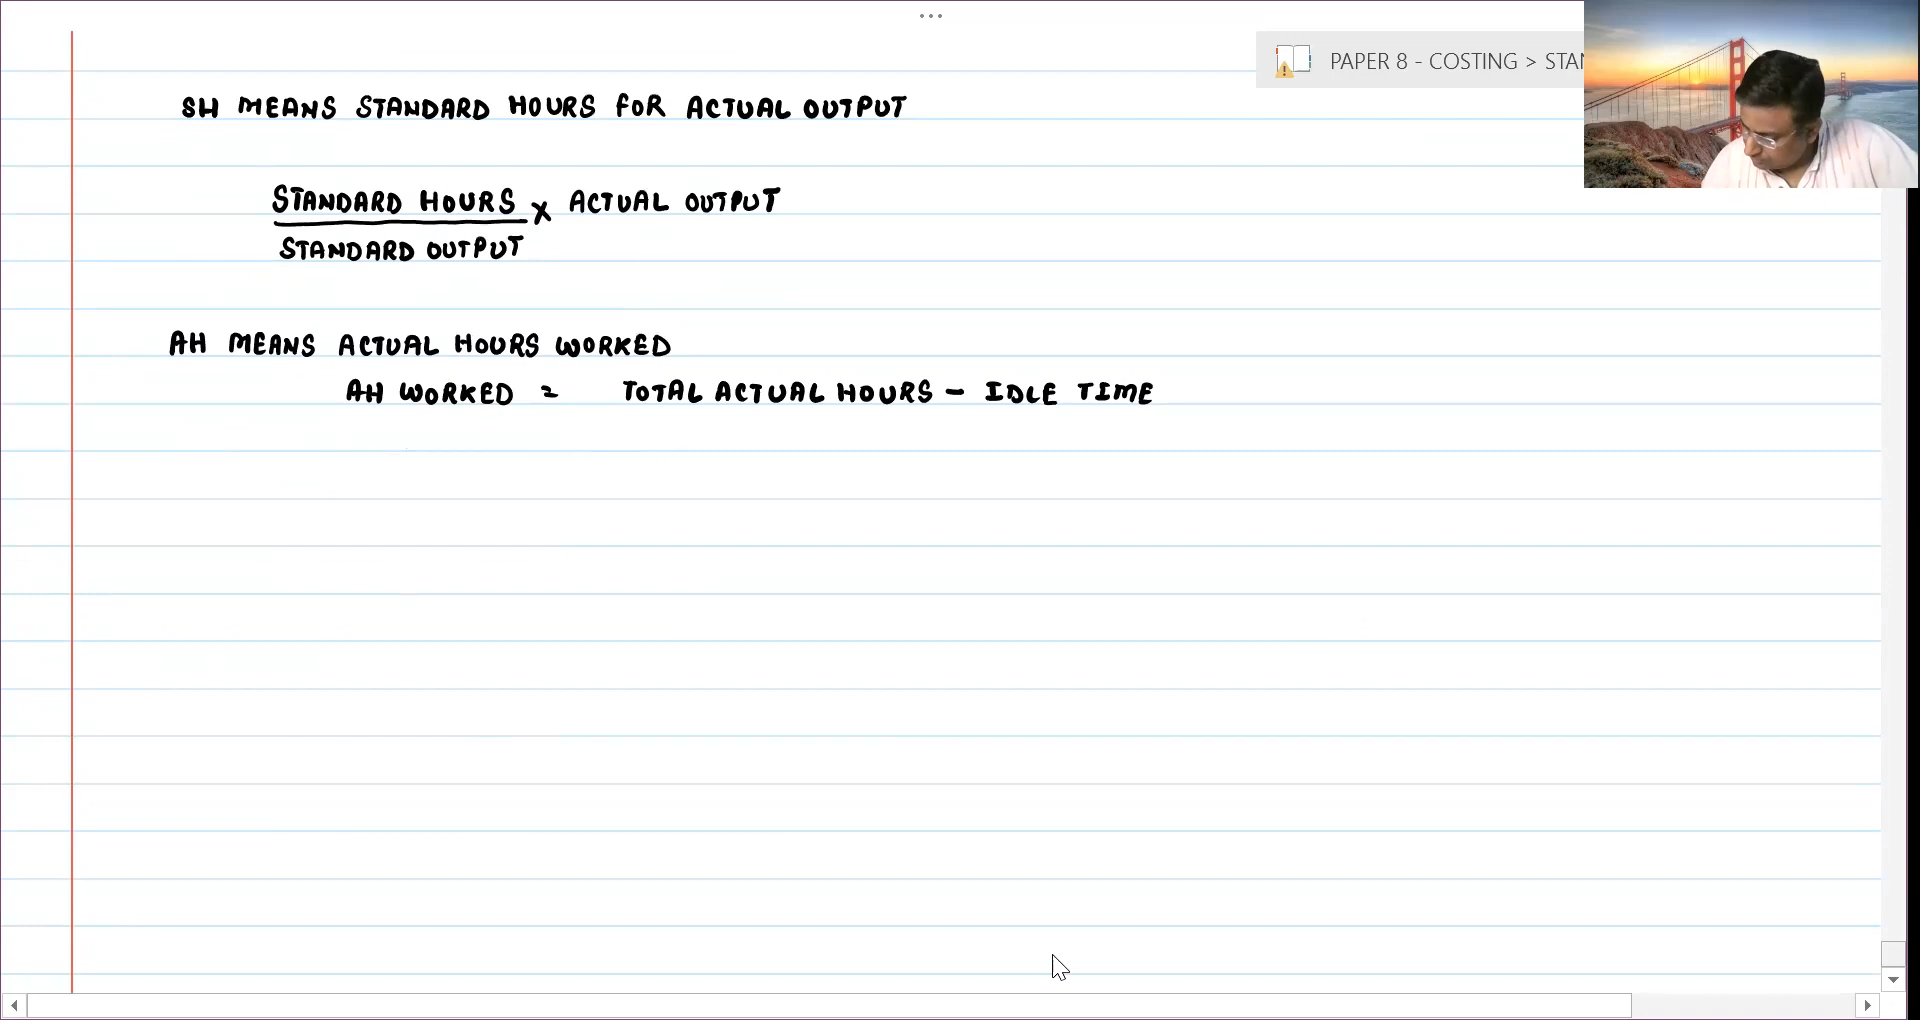 PAPER 8 - COSTING > STAN
SH MEANS STANDARD HOURS FOR ACTUAL OUTPUT
STANDARD HOURS x ACTUAL OUTPUT
STANDARD OUTPUT
AH MEANS ACTUAL HOURS WORKED
AH WORKED = TOTAL ACTUAL HOURS - IDLE TIME